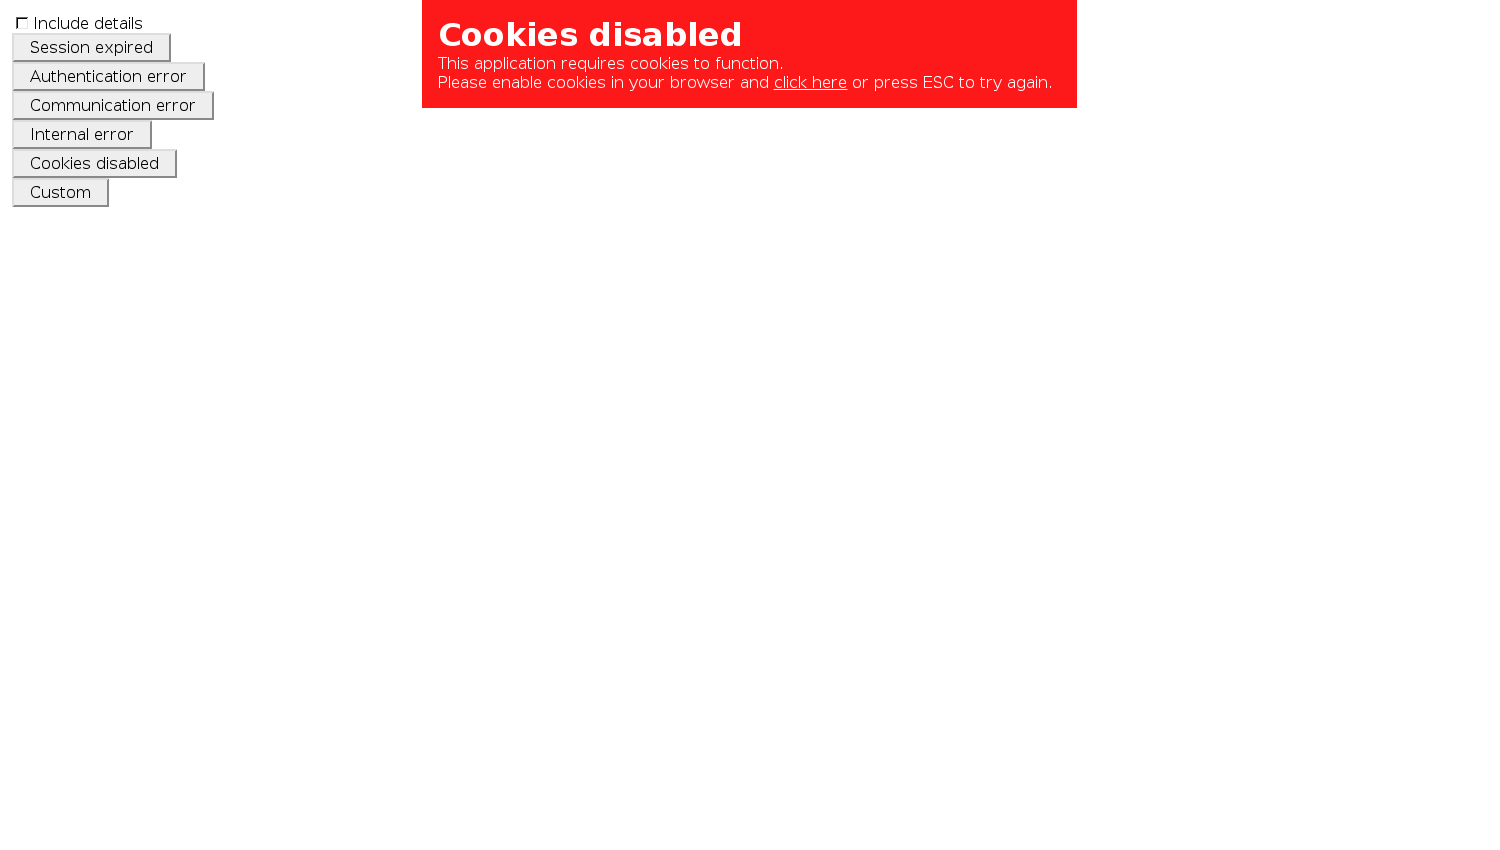 Include details
Session expired
Authentication error
Communication error
Internal error
Cookies disabled
Custom
Cookies disabled
This application requires cookies to function.
Please enable cookies in your browser and click here or press ESC to try again.